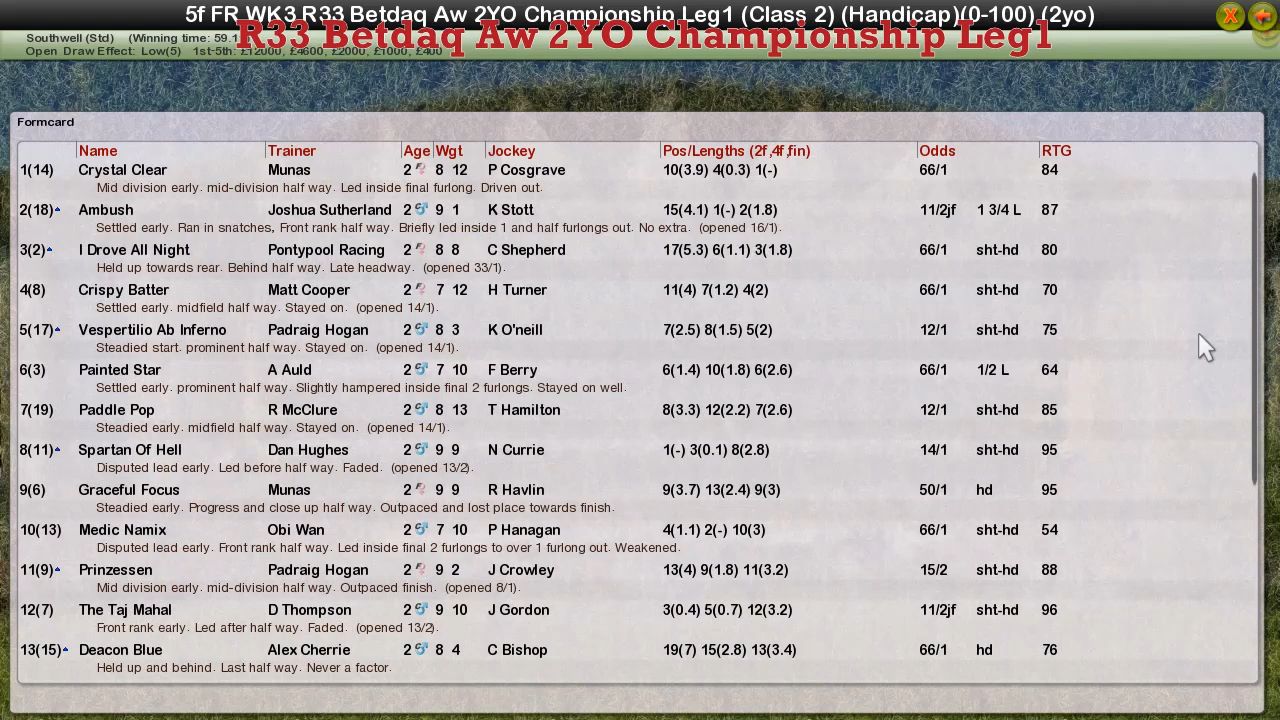 5f FR WK3 R33 Betdaq Aw 2YO Championship Leg1 (Class 2) (Handicap)(0-100) (2yo)
R33 Betdaq Aw 2YO Championship Leg1
Southwell (Std) (Winning time: 59.1
Open Draw Effect: Low(5) 1st-5th: £12000, £4600, £2000, £1000, £400
Formcard
Name Trainer Age Wgt Jockey Pos/Lengths (2f,4f,fin) Odds RTG
1(14) Crystal Clear Munas 2 8 12 P Cosgrave 10(3.9) 4(0.3) 1(-) 66/1 84
Mid division early. mid-division half way. Led inside final furlong. Driven out.
2(18) Ambush Joshua Sutherland 2 9 1 K Stott 15(4.1) 1(-) 2(1.8) 11/2jf 1 3/4 L 87
Settled early. Ran in snatches, Front rank half way. Briefly led inside 1 and half furlongs out. No extra. (opened 16/1).
3(2) I Drove All Night Pontypool Racing 2 8 8 C Shepherd 17(5.3) 6(1.1) 3(1.8) 66/1 sht-hd 80
Held up towards rear. Behind half way. Late headway. (opened 33/1).
4(8) Crispy Batter Matt Cooper 2 7 12 H Turner 11(4) 7(1.2) 4(2) 66/1 sht-hd 70
Settled early. midfield half way. Stayed on. (opened 14/1).
5(17) Vespertilio Ab Inferno Padraig Hogan 2 8 3 K O'neill 7(2.5) 8(1.5) 5(2) 12/1 sht-hd 75
Steadied start. prominent half way. Stayed on. (opened 14/1).
6(3) Painted Star A Auld 2 7 10 F Berry 6(1.4) 10(1.8) 6(2.6) 66/1 1/2 L 64
Settled early. prominent half way. Slightly hampered inside final 2 furlongs. Stayed on well.
7(19) Paddle Pop R McClure 2 8 13 T Hamilton 8(3.3) 12(2.2) 7(2.6) 12/1 sht-hd 85
Steadied early. midfield half way. Stayed on. (opened 14/1).
8(11) Spartan Of Hell Dan Hughes 2 9 9 N Currie 1(-) 3(0.1) 8(2.8) 14/1 sht-hd 95
Disputed lead early. Led before half way. Faded. (opened 13/2).
9(6) Graceful Focus Munas 2 9 9 R Havlin 9(3.7) 13(2.4) 9(3) 50/1 hd 95
Steadied early. Progress and close up half way. Outpaced and lost place towards finish.
10(13) Medic Namix Obi Wan 2 7 10 P Hanagan 4(1.1) 2(-) 10(3) 66/1 sht-hd 54
Disputed lead early. Front rank half way. Led inside final 2 furlongs to over 1 furlong out. Weakened.
11(9) Prinzessen Padraig Hogan 2 9 2 J Crowley 13(4) 9(1.8) 11(3.2) 15/2 sht-hd 88
Mid division early. mid-division half way. Outpaced finish. (opened 8/1).
12(7) The Taj Mahal D Thompson 2 9 10 J Gordon 3(0.4) 5(0.7) 12(3.2) 11/2jf sht-hd 96
Front rank early. Led after half way. Faded. (opened 13/2).
13(15) Deacon Blue Alex Cherrie 2 8 4 C Bishop 19(7) 15(2.8) 13(3.4) 66/1 hd 76
Held up and behind. Last half way. Never a factor.